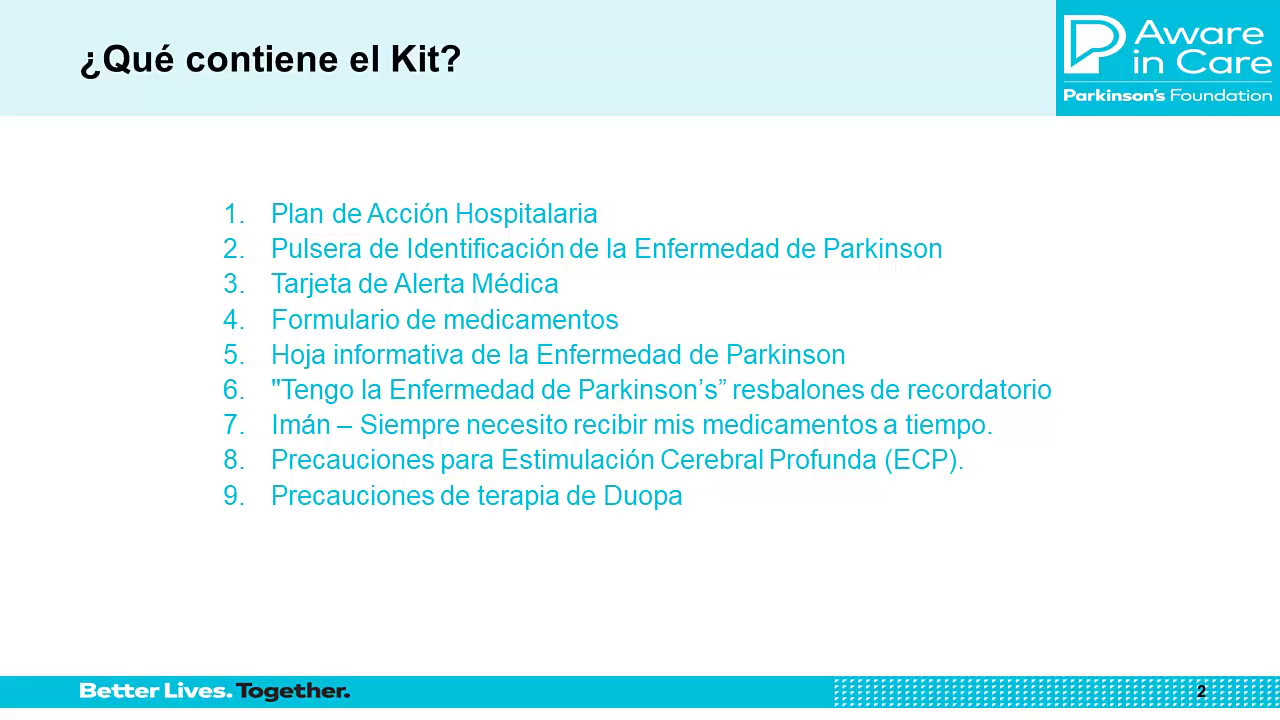 ¿Qué contiene el Kit?
Aware
in Care
Parkinson's Foundation
1. Plan de Acción Hospitalaria
2. Pulsera de Identificación de la Enfermedad de Parkinson
3. Tarjeta de Alerta Médica
4. Formulario de medicamentos
5. Hoja informativa de la Enfermedad de Parkinson
6. "Tengo la Enfermedad de Parkinson’s” resbalones de recordatorio
7. Imán – Siempre necesito recibir mis medicamentos a tiempo.
8. Precauciones para Estimulación Cerebral Profunda (ECP).
9. Precauciones de terapia de Duopa
Better Lives. Together.
2